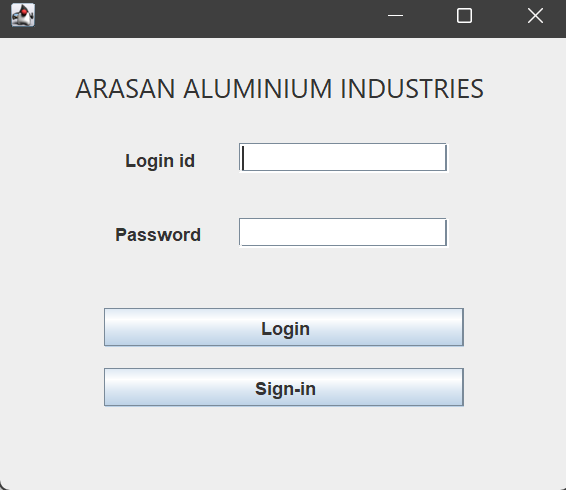 ARASAN ALUMINIUM INDUSTRIES
Login id
Password
Login
Sign-in